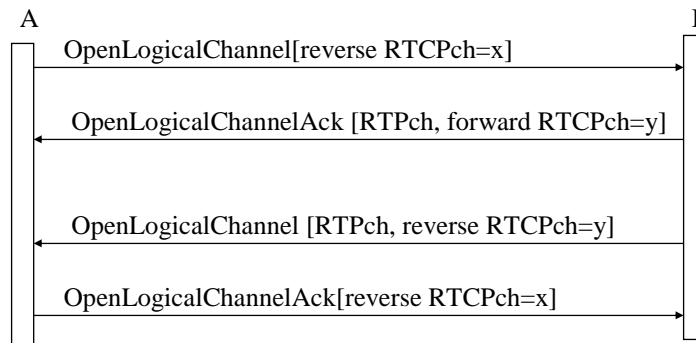 A
OpenLogicalChannel[reverse RTCPch=x]
OpenLogicalChannelAck [RTPch, forward RTCPch=y]
OpenLogicalChannel [RTPch, reverse RTCPch=y]
OpenLogicalChannelAck[reverse RTCPch=x]